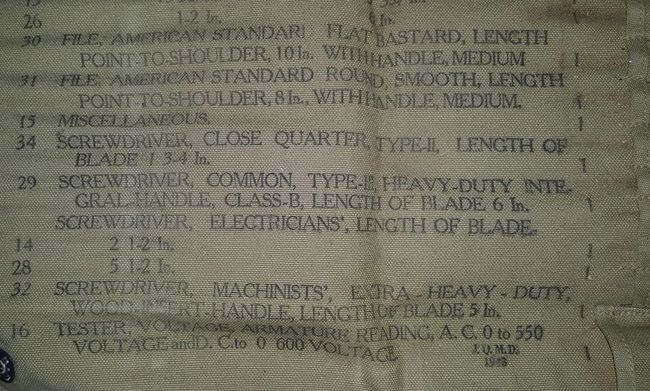 26 1-2 In.
30 FILE, AMERICAN STANDARD FLAT BASTARD, LENGTH
POINT-TO-SHOULDER, 10 In. WITH HANDLE, MEDIUM 1
31 FILE, AMERICAN STANDARD ROUND, SMOOTH, LENGTH
POINT-TO-SHOULDER, 8 In., WITH HANDLE, MEDIUM. 1
15 MISCELLANEOUS. 1
34 SCREWDRIVER, CLOSE QUARTER, TYPE-II, LENGTH OF
BLADE 1 3-4 In. 1
29 SCREWDRIVER, COMMON, TYPE-III, HEAVY-DUTY INTE-
GRAL-HANDLE, CLASS-B, LENGTH OF BLADE 6 In. 1
SCREWDRIVER, ELECTRICIANS', LENGTH OF BLADE.
14 2 1-2 In. 1
28 5 1-2 In. 1
32 SCREWDRIVER, MACHINISTS', EXTRA-HEAVY-DUTY,
WOOD-INSERT-HANDLE, LENGTH OF BLADE 5 In. 1
16 TESTER, VOLTAGE, ARMATURE READING, A. C. 0 to 550
VOLTAGE and D. C. to 0 600 VOLTAGE 1
J.Q.M.D.